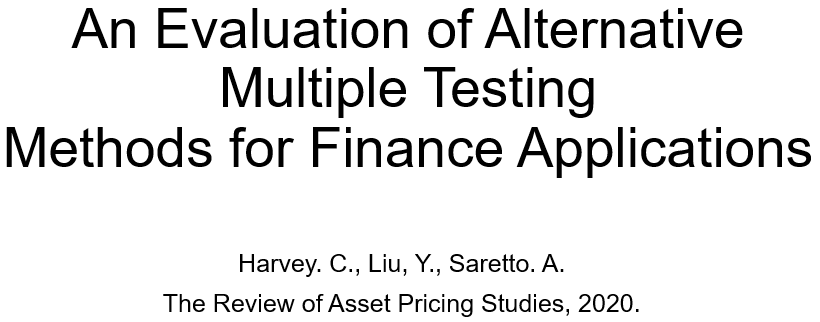 An Evaluation of Alternative
Multiple Testing
Methods for Finance Applications
Harvey. C., Liu, Y., Saretto. A.
The Review of Asset Pricing Studies, 2020.